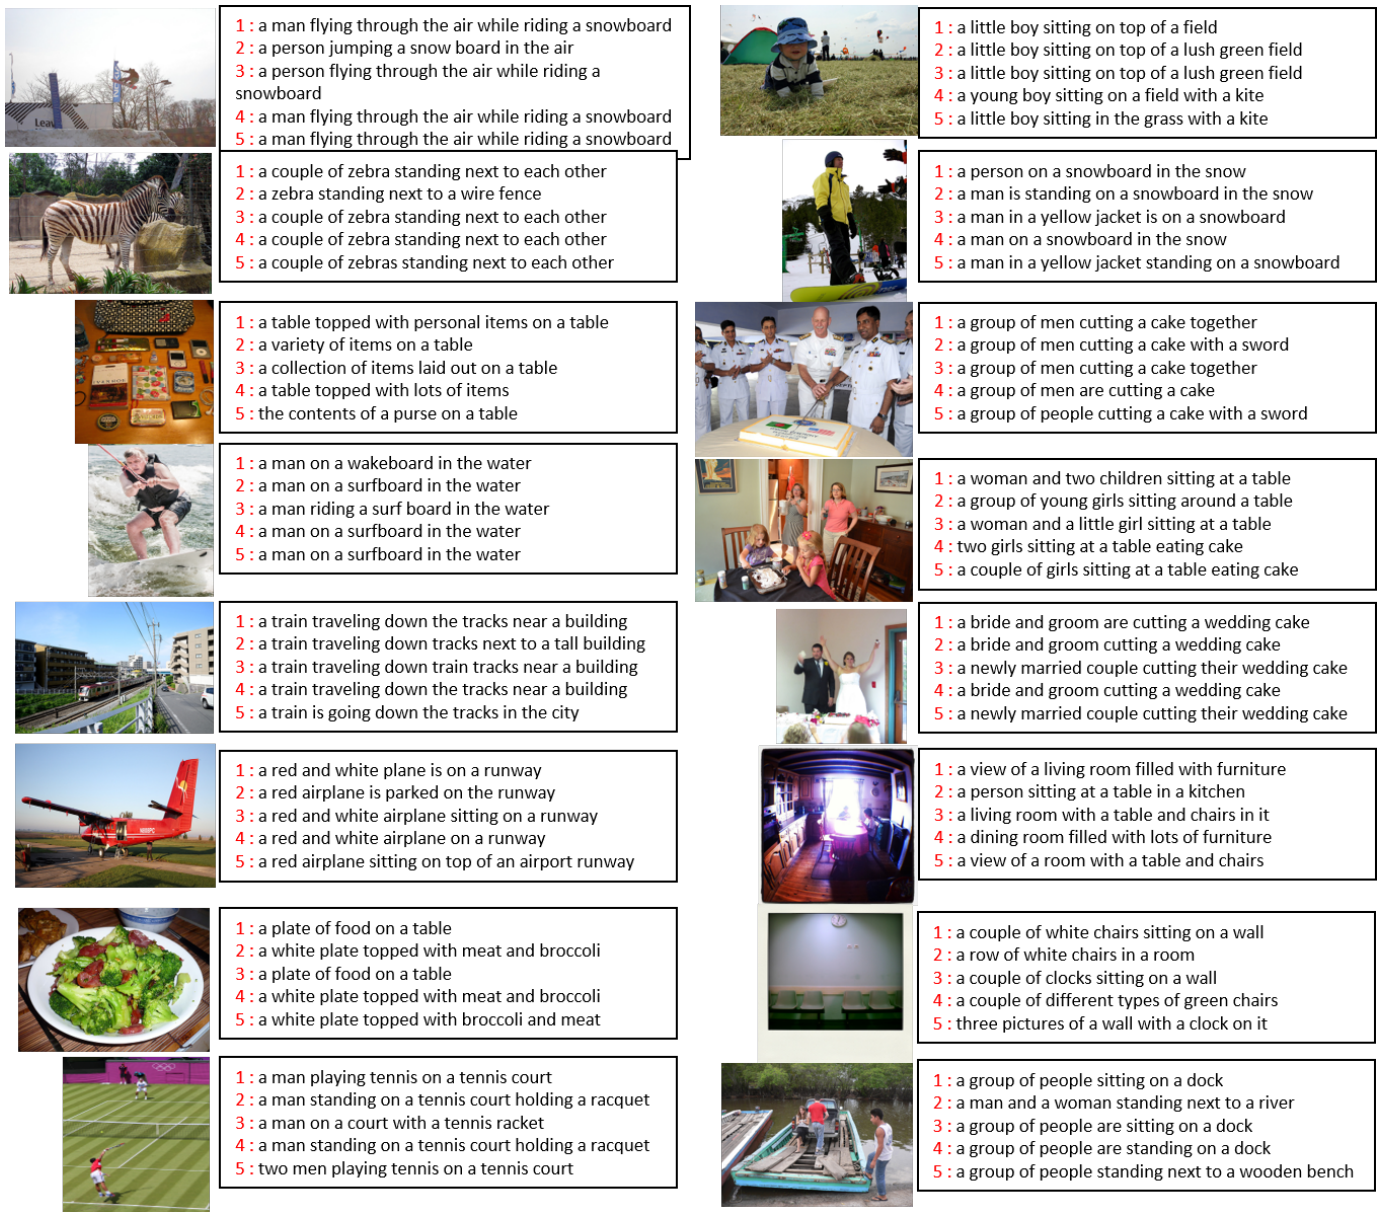 1 : a man flying through the air while riding a snowboard
2 : a person jumping a snow board in the air
3 : a person flying through the air while riding a
snowboard
4 : a man flying through the air while riding a snowboard
5 : a man flying through the air while riding a snowboard
1 : a little boy sitting on top of a field
2 : a little boy sitting on top of a lush green field
3 : a little boy sitting on top of a lush green field
4 : a young boy sitting on a field with a kite
5 : a little boy sitting in the grass with a kite
1 : a couple of zebra standing next to each other
2 : a zebra standing next to a wire fence
3 : a couple of zebra standing next to each other
4 : a couple of zebra standing next to each other
5 : a couple of zebras standing next to each other
1 : a person on a snowboard in the snow
2 : a man is standing on a snowboard in the snow
3 : a man in a yellow jacket is on a snowboard
4 : a man on a snowboard in the snow
5 : a man in a yellow jacket standing on a snowboard
1 : a table topped with personal items on a table
2 : a variety of items on a table
3 : a collection of items laid out on a table
4 : a table topped with lots of items
5 : the contents of a purse on a table
1 : a group of men cutting a cake together
2 : a group of men cutting a cake with a sword
3 : a group of men cutting a cake together
4 : a group of men are cutting a cake
5 : a group of people cutting a cake with a sword
1 : a man on a wakeboard in the water
2 : a man on a surfboard in the water
3 : a man riding a surf board in the water
4 : a man on a surfboard in the water
5 : a man on a surfboard in the water
1 : a woman and two children sitting at a table
2 : a group of young girls sitting around a table
3 : a woman and a little girl sitting at a table
4 : two girls sitting at a table eating cake
5 : a couple of girls sitting at a table eating cake
1 : a train traveling down the tracks near a building
2 : a train traveling down tracks next to a tall building
3 : a train traveling down train tracks near a building
4 : a train traveling down the tracks near a building
5 : a train is going down the tracks in the city
1 : a bride and groom are cutting a wedding cake
2 : a bride and groom cutting a wedding cake
3 : a newly married couple cutting their wedding cake
4 : a bride and groom cutting a wedding cake
5 : a newly married couple cutting their wedding cake
1 : a red and white plane is on a runway
2 : a red airplane is parked on the runway
3 : a red and white airplane sitting on a runway
4 : a red and white airplane on a runway
5 : a red airplane sitting on top of an airport runway
1 : a view of a living room filled with furniture
2 : a person sitting at a table in a kitchen
3 : a living room with a table and chairs in it
4 : a dining room filled with lots of furniture
5 : a view of a room with a table and chairs
1 : a plate of food on a table
2 : a white plate topped with meat and broccoli
3 : a plate of food on a table
4 : a white plate topped with meat and broccoli
5 : a white plate topped with broccoli and meat
1 : a couple of white chairs sitting on a wall
2 : a row of white chairs in a room
3 : a couple of clocks sitting on a wall
4 : a couple of different types of green chairs
5 : three pictures of a wall with a clock on it
1 : a man playing tennis on a tennis court
2 : a man standing on a tennis court holding a racquet
3 : a man on a court with a tennis racket
4 : a man standing on a tennis court holding a racquet
5 : two men playing tennis on a tennis court
1 : a group of people sitting on a dock
2 : a man and a woman standing next to a river
3 : a group of people are sitting on a dock
4 : a group of people are standing on a dock
5 : a group of people standing next to a wooden bench